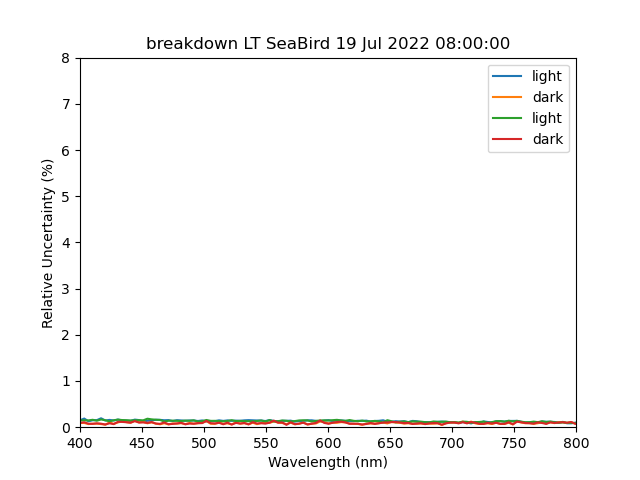 breakdown LT SeaBird 19 Jul 2022 08:00:00
8
7
6
5
4
3
2
1
0
Relative Uncertainty (%)
light
dark
light
dark
400 450 500 550 600 650 700 750 800
Wavelength (nm)